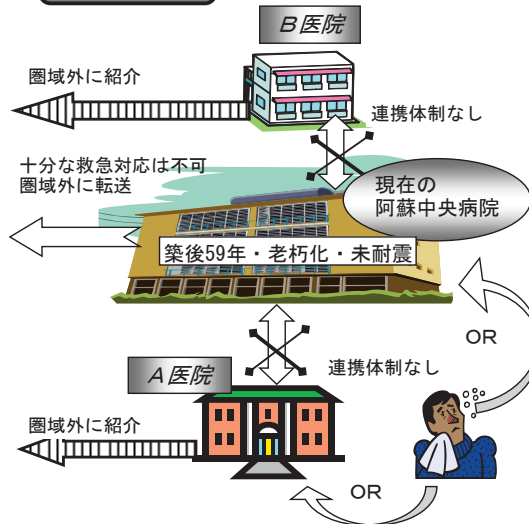 B医院
圏域外に紹介
連携体制なし
十分な救急対応は不可
圏域外に転送
現在の
阿蘇中央病院
築後59年・老朽化・未耐震
OR
A医院
連携体制なし
圏域外に紹介
OR